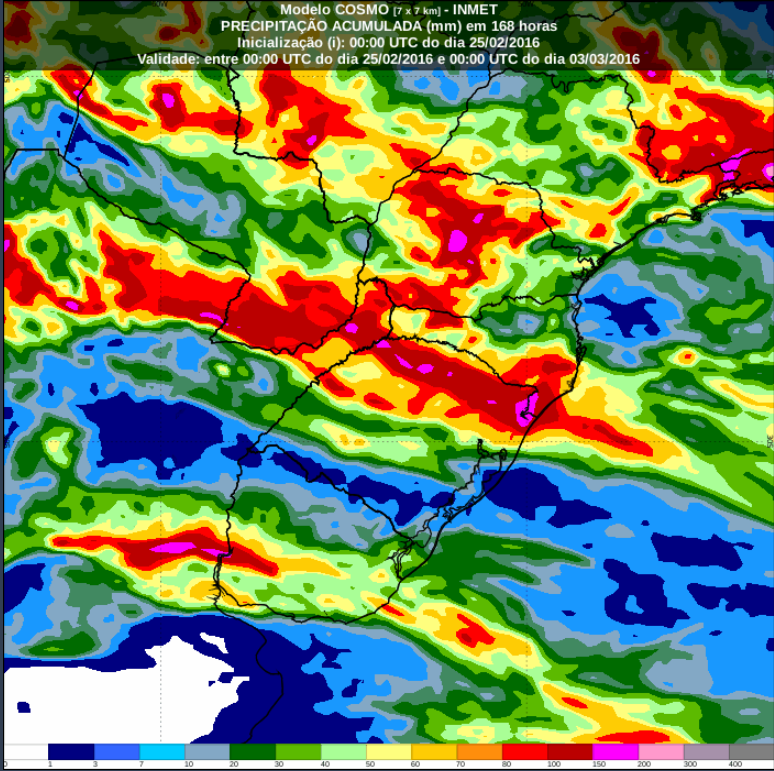 Modelo COSMO [7 x 7 km] - INMET
PRECIPITAÇÃO ACUMULADA (mm) em 168 horas
Inicialização (i): 00:00 UTC do dia 25/02/2016
Validade: entre 00:00 UTC do dia 25/02/2016 e 00:00 UTC do dia 03/03/2016
0 1 3 7 10 20 30 40 50 60 70 80 100 150 200 300 400